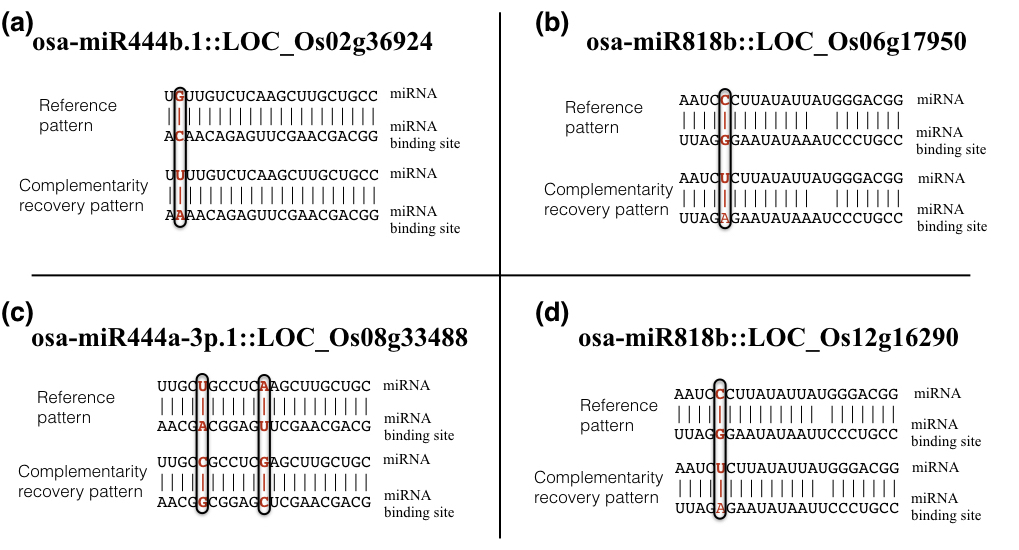 (a)
osa-miR444b.1::LOC_Os02g36924
Reference
pattern
UGUUGUCUCAAGCUUGCUGCC
miRNA
ACAACAGAGUUCGAACGACGG
miRNA
binding site
Complementarity
recovery pattern
UUUUGUCUCAAGCUUGCUGCC
miRNA
AAAACAGAGUUCGAACGACGG
miRNA
binding site
(b)
osa-miR818b::LOC_Os06g17950
Reference
pattern
AAUCCCUUAUAUUAUGGGACGG
miRNA
UUAGGGAAUAUAAAUCCCUGCC
miRNA
binding site
Complementarity
recovery pattern
AAUCUCUUAUAUUAUGGGACGG
miRNA
UUAGAGAAUAUAAAUCCCUGCC
miRNA
binding site
(c)
osa-miR444a-3p.1::LOC_Os08g33488
Reference
pattern
UUGCUGCCUCAAGCUUGCUGC
miRNA
AACGACGGAGUUCGAACGACG
miRNA
binding site
Complementarity
recovery pattern
UUGCCGCCUCGAGCUUGCUGC
miRNA
AACGGCGGAGCUCGAACGACG
miRNA
binding site
(d)
osa-miR818b::LOC_Os12g16290
Reference
pattern
AAUCCCUUAUAUUAUGGGACGG
miRNA
UUAGGGAAUAUAAUUCCCUGCC
miRNA
binding site
Complementarity
recovery pattern
AAUCUCUUAUAUUAUGGGACGG
miRNA
UUAGAGAAUAUAAUUCCCUGCC
miRNA
binding site